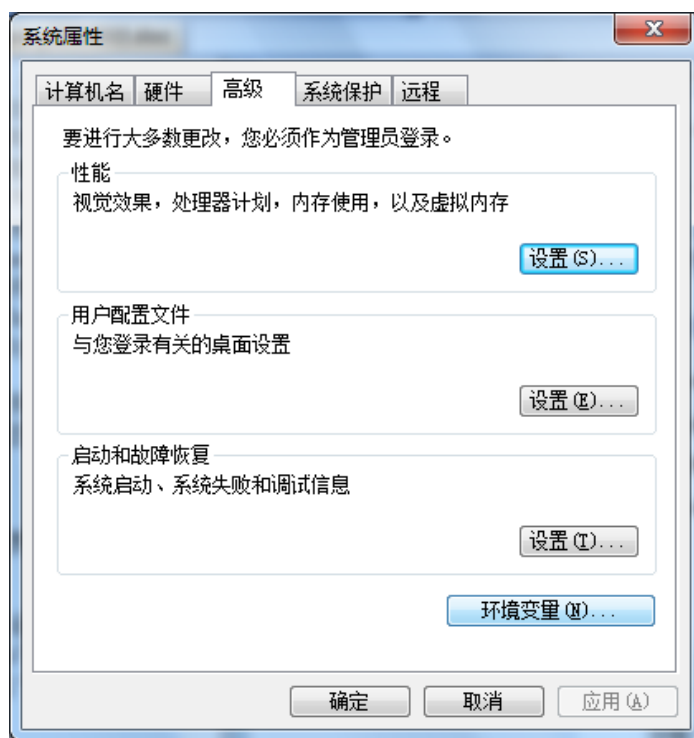 系统属性
计算机名 硬件 高级 系统保护 远程
要进行大多数更改，您必须作为管理员登录。
性能
视觉效果，处理器计划，内存使用，以及虚拟内存
设置(S)...
用户配置文件
与您登录有关的桌面设置
设置(E)...
启动和故障恢复
系统启动、系统失败和调试信息
设置(T)...
环境变量(N)...
确定 取消 应用(A)